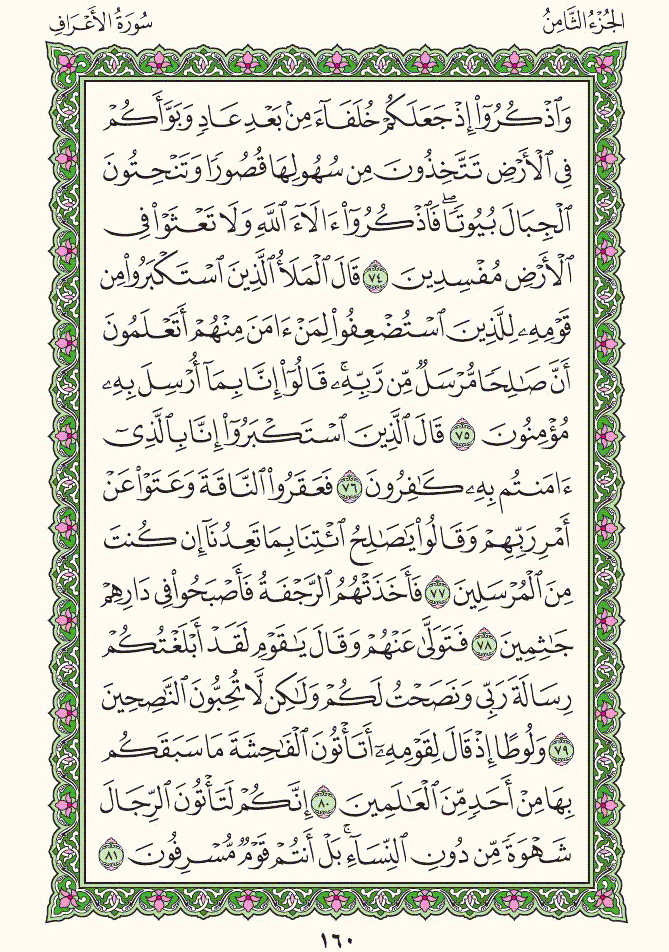 الجُزْءُ الثَّامِنُ
سُورَةُ الأَعْرَافِ
وَٱذْكُرُوٓا۟ إِذْ جَعَلَكُمْ خُلَفَآءَ مِنۢ بَعْدِ عَادٍ وَبَوَّأَكُمْ
فِى ٱلْأَرْضِ تَتَّخِذُونَ مِن سُهُولِهَا قُصُورًا وَتَنْحِتُونَ
ٱلْجِبَالَ بُيُوتًا ۖ فَٱذْكُرُوٓا۟ ءَالَآءَ ٱللَّهِ وَلَا تَعْثَوْا۟ فِى
ٱلْأَرْضِ مُفْسِدِينَ ٧٤ قَالَ ٱلْمَلَأُ ٱلَّذِينَ ٱسْتَكْبَرُوا۟ مِن
قَوْمِهِۦ لِلَّذِينَ ٱسْتُضْعِفُوا۟ لِمَنْ ءَامَنَ مِنْهُمْ أَتَعْلَمُونَ
أَنَّ صَٰلِحًا مُّرْسَلٌ مِّن رَّبِّهِۦ ۚ قَالُوٓا۟ إِنَّا بِمَآ أُرْسِلَ بِهِۦ
مُؤْمِنُونَ ٧٥ قَالَ ٱلَّذِينَ ٱسْتَكْبَرُوٓا۟ إِنَّا بِٱلَّذِىٓ
ءَامَنتُم بِهِۦ كَٰفِرُونَ ٧٦ فَعَقَرُوا۟ ٱلنَّاقَةَ وَعَتَوْا۟ عَنْ
أَمْرِ رَبِّهِمْ وَقَالُوا۟ يَٰصَٰلِحُ ٱئْتِنَا بِمَا تَعِدُنَآ إِن كُنتَ
مِنَ ٱلْمُرْسَلِينَ ٧٧ فَأَخَذَتْهُمُ ٱلرَّجْفَةُ فَأَصْبَحُوا۟ فِى دَارِهِمْ
جَٰثِمِينَ ٧٨ فَتَوَلَّىٰ عَنْهُمْ وَقَالَ يَٰقَوْمِ لَقَدْ أَبْلَغْتُكُمْ
رِسَالَةَ رَبِّى وَنَصَحْتُ لَكُمْ وَلَٰكِن لَّا تُحِبُّونَ ٱلنَّٰصِحِينَ
٧٩ وَلُوطًا إِذْ قَالَ لِقَوْمِهِۦٓ أَتَأْتُونَ ٱلْفَٰحِشَةَ مَا سَبَقَكُم
بِهَا مِنْ أَحَدٍ مِّنَ ٱلْعَٰلَمِينَ ٨٠ إِنَّكُمْ لَتَأْتُونَ ٱلرِّجَالَ
شَهْوَةً مِّن دُونِ ٱلنِّسَآءِ ۚ بَلْ أَنتُمْ قَوْمٌ مُّسْرِفُونَ ٨١
١٦٠